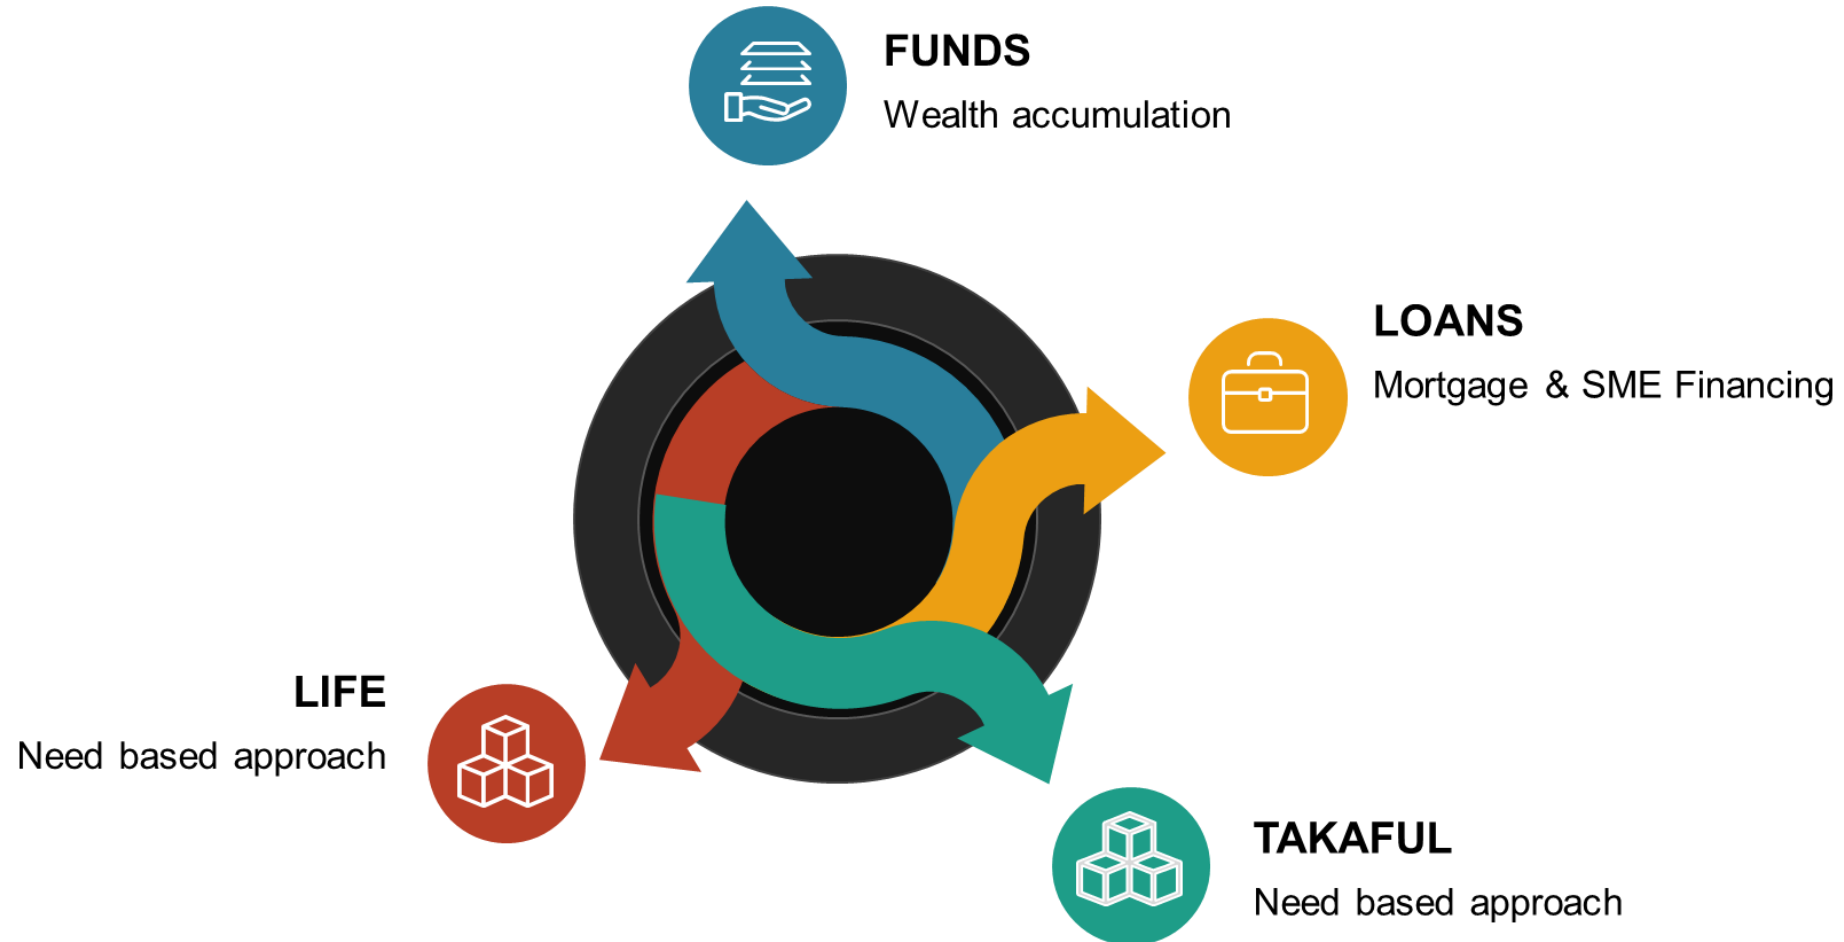 FUNDS
Wealth accumulation
LOANS
Mortgage & SME Financing
LIFE
Need based approach
TAKAFUL
Need based approach